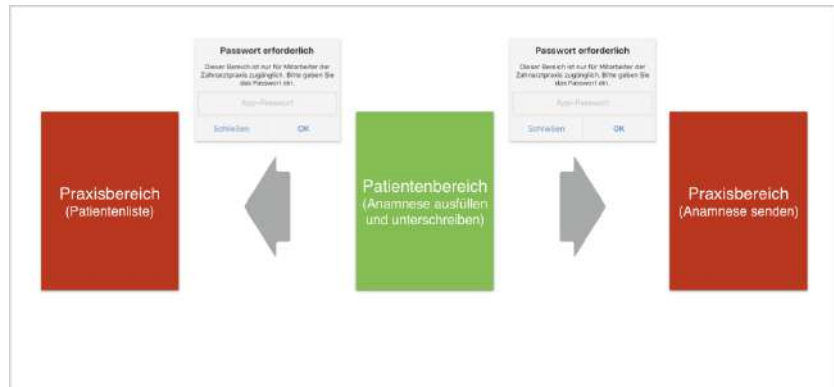 Passwort erforderlich
Dieser Bereich ist nur für Mitarbeiter der
Zahnarztpraxis zugänglich. Bitte geben Sie
das Passwort ein.
App-Passwort
Schließen OK
Passwort erforderlich
Dieser Bereich ist nur für Mitarbeiter der
Zahnarztpraxis zugänglich. Bitte geben Sie
das Passwort ein.
App-Passwort
Schließen OK
Praxisbereich
(Patientenliste)
Patientenbereich
(Anamnese ausfüllen
und unterschreiben)
Praxisbereich
(Anamnese senden)